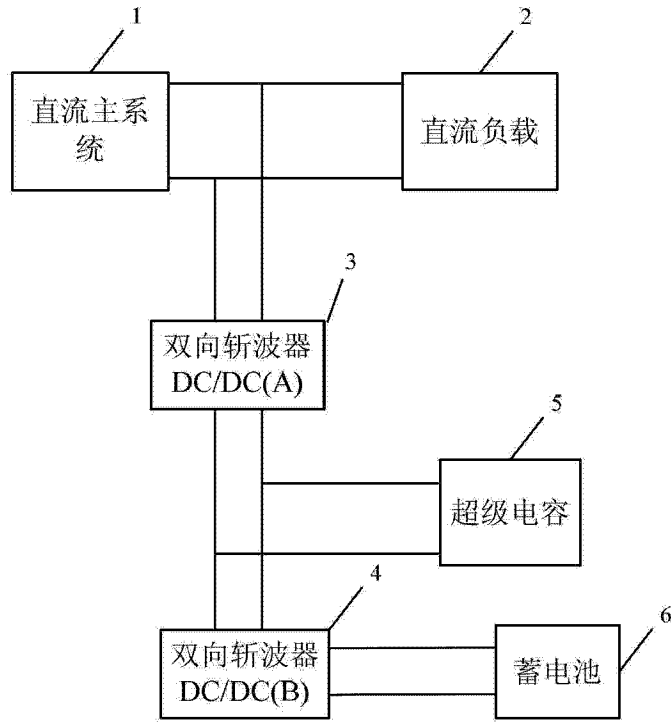 1
2
直流主系
统
直流负载
3
双向斩波器
DC/DC(A)
5
超级电容
4
双向斩波器
DC/DC(B)
6
蓄电池